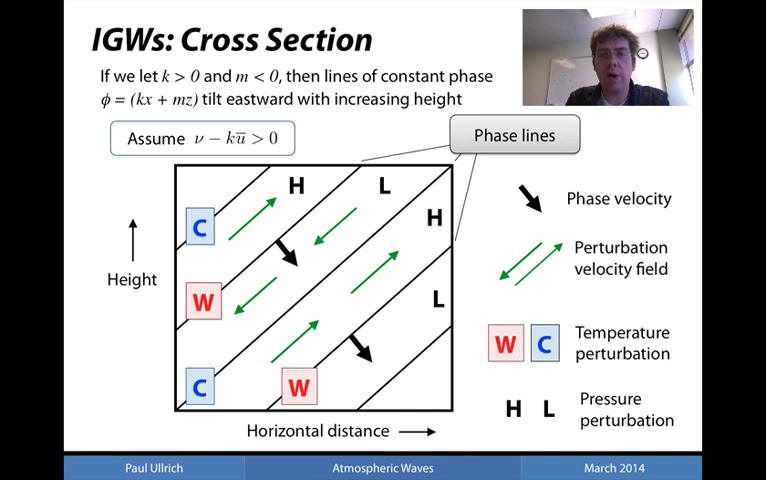 IGWs: Cross Section
If we let k > 0 and m < 0, then lines of constant phase
ϕ = (kx + mz) tilt eastward with increasing height
Assume ν − kū > 0
Phase lines
H
L
C
H
Phase velocity
Perturbation
velocity field
Height
W
L
Temperature
perturbation
W
C
C
W
H
L
Pressure
perturbation
Horizontal distance
Paul Ullrich
Atmospheric Waves
March 2014